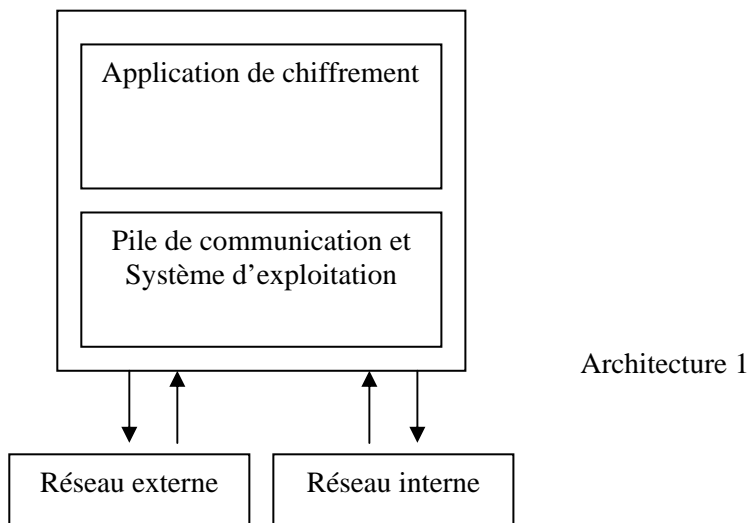 Application de chiffrement
Pile de communication et
Système d'exploitation
Architecture 1
Réseau externe
Réseau interne